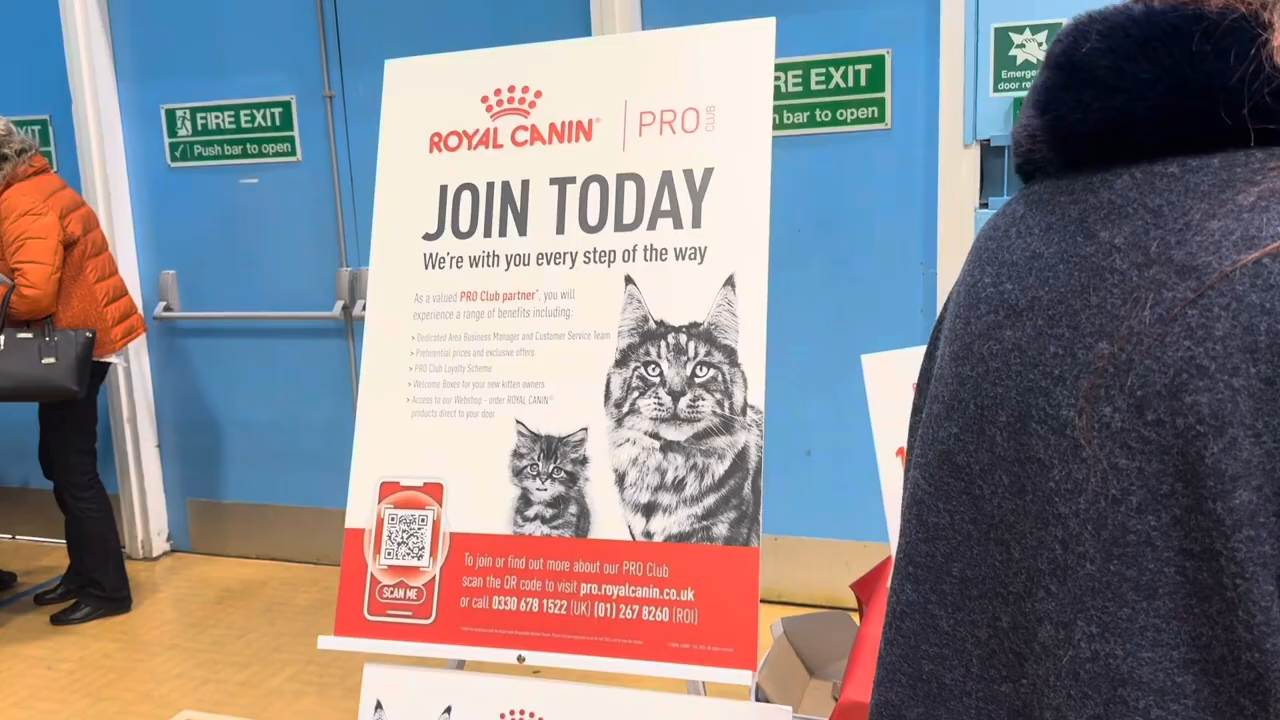 XIT
FIRE EXIT
Push bar to open
RE EXIT
bar to open
Emerge
door re
ROYAL CANIN®
PRO CLUB
JOIN TODAY
We're with you every step of the way
As a valued PRO Club partner*, you will
experience a range of benefits including:
> Dedicated Area Business Manager and Customer Service Team
> Preferential prices and exclusive offers
> PRO Club Loyalty Scheme
> Welcome Boxes for your new kitten owners
> Access to our Webshop - order ROYAL CANIN®
products direct to your door
SCAN ME
To join or find out more about our PRO Club
scan the QR code to visit pro.royalcanin.co.uk
or call 0330 678 1522 (UK) (01) 267 8260 (ROI)